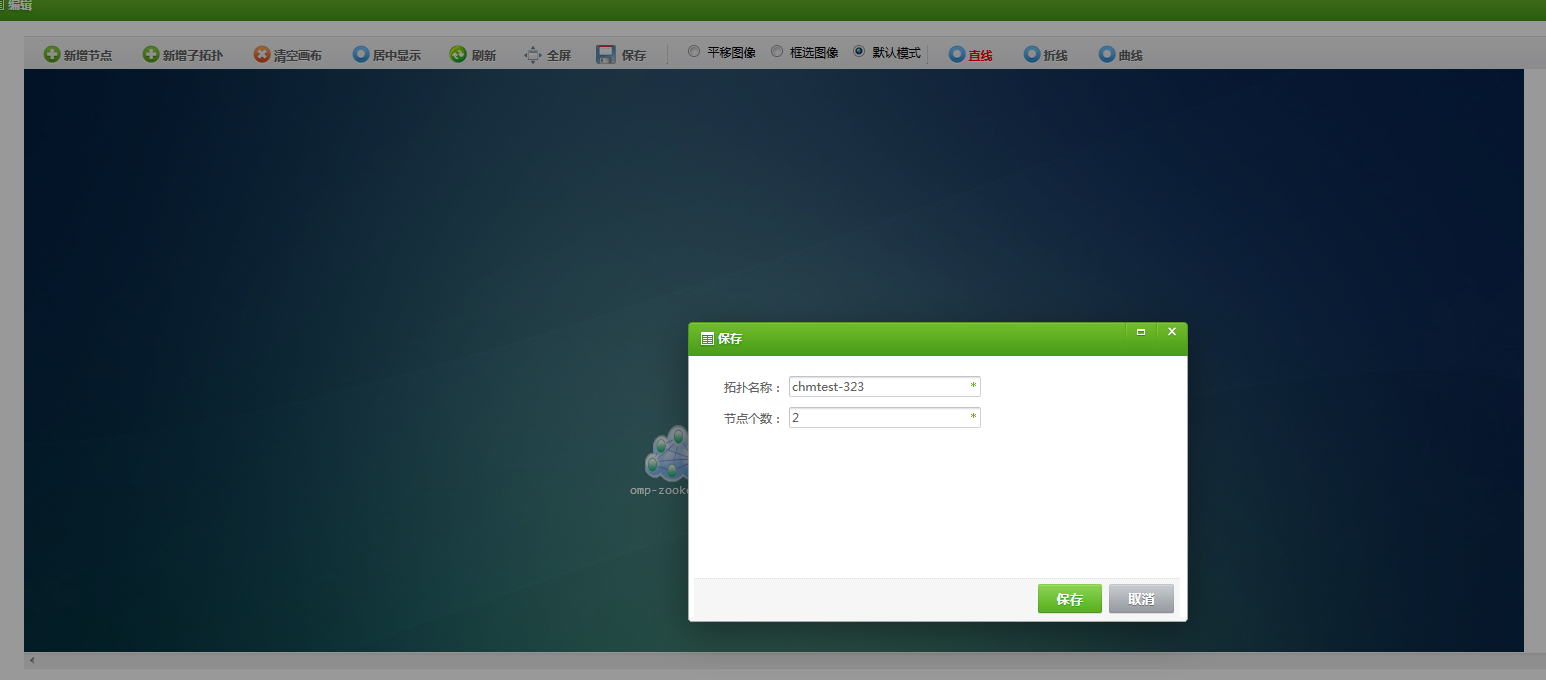 编辑
新增节点 新增子拓扑 清空画布 居中显示 刷新 全屏 保存 平移图像 框选图像 默认模式 直线 折线 曲线
保存
拓扑名称： chmtest-323 *
节点个数： 2 *
omp-zook
保存 取消